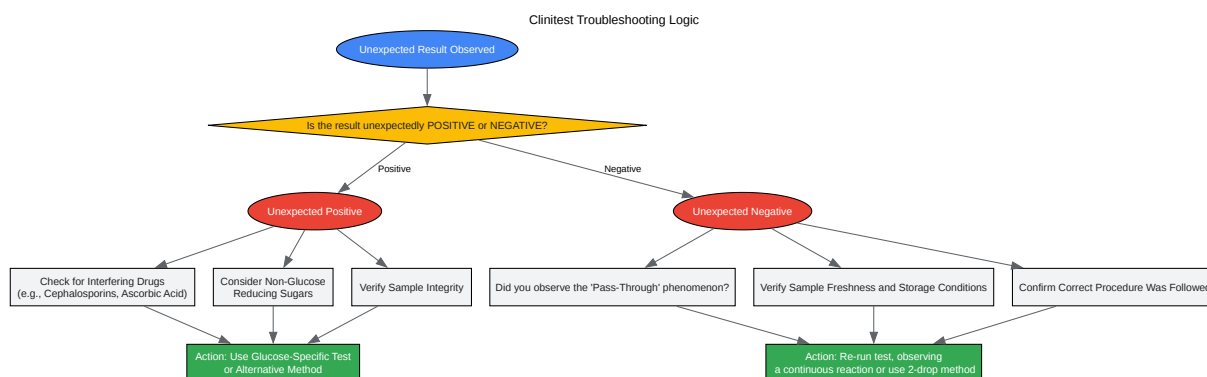 Clinitest Troubleshooting Logic
Unexpected Result Observed
Is the result unexpectedly POSITIVE or NEGATIVE?
Positive
Negative
Unexpected Positive
Unexpected Negative
Check for Interfering Drugs
(e.g., Cephalosporins, Ascorbic Acid)
Consider Non-Glucose
Reducing Sugars
Verify Sample Integrity
Did you observe the 'Pass-Through' phenomenon?
Verify Sample Freshness and Storage Conditions
Confirm Correct Procedure Was Followed
Action: Use Glucose-Specific Test
or Alternative Method
Action: Re-run test, observing
a continuous reaction or use 2-drop method